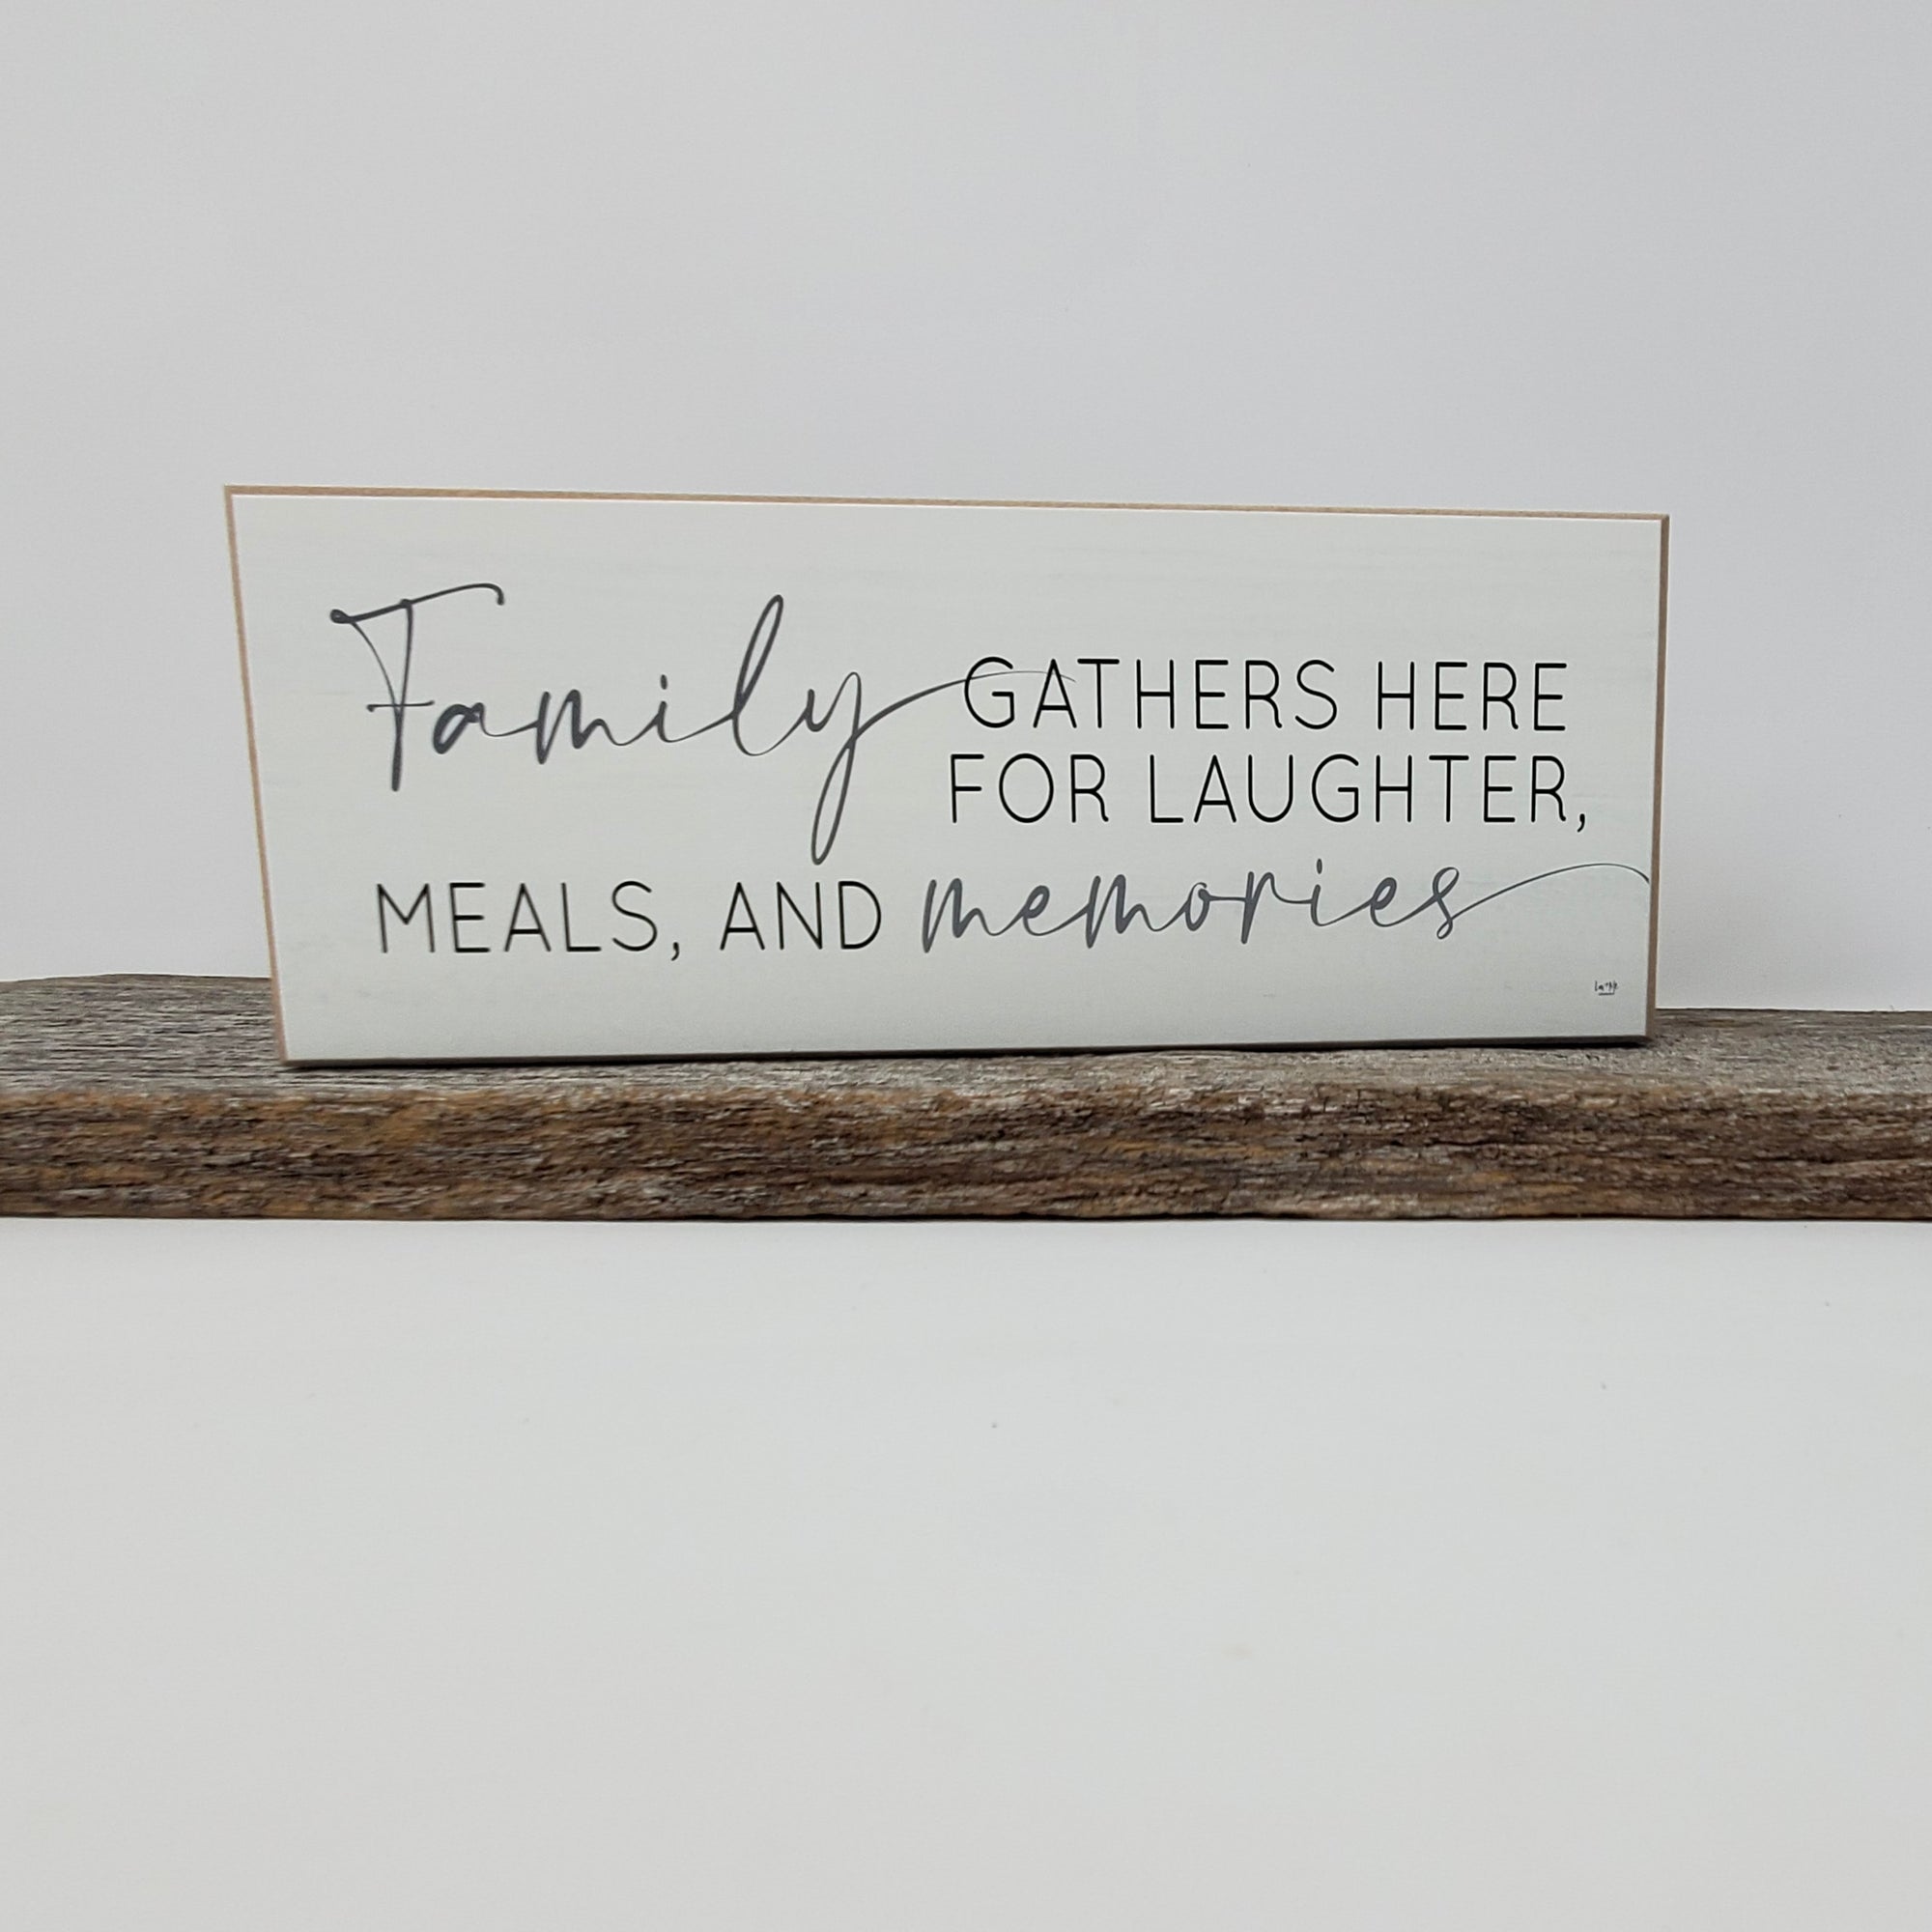 Family GATHERS HERE
FOR LAUGHTER,
MEALS, AND memories